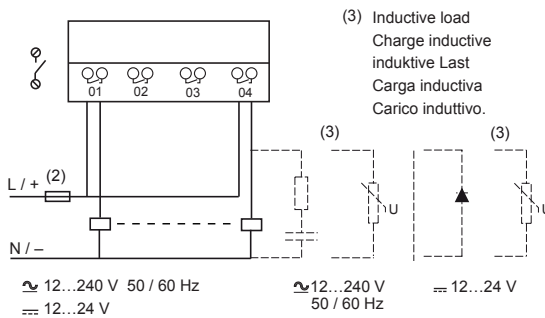 (3) Inductive load
Charge inductive
induktive Last
Carga inductiva
Carico induttivo.
01 02 03 04
(3) (3)
L / + (2)
U U
N / –
12...240 V 50 / 60 Hz
12...24 V
12...240 V
50 / 60 Hz
12...24 V